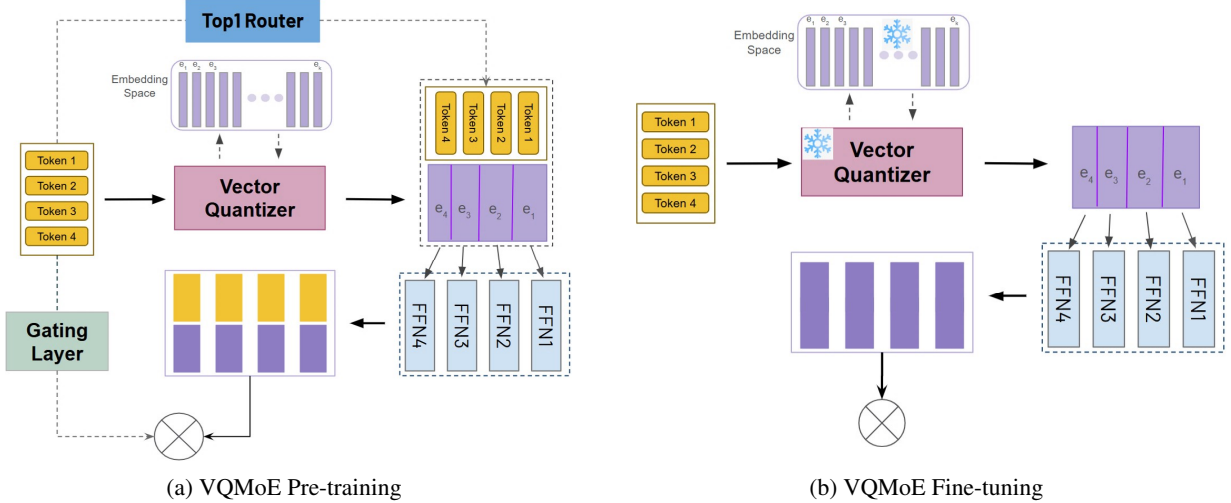 Top1 Router
e1 e2 e3 ex
Embedding
Space
Token 1
Token 2
Token 3
Token 4
Vector
Quantizer
Token 4
Token 3
Token 2
Token 1
e4 e3 e2 e1
FFN4
FFN3
FFN2
FFN1
Gating
Layer
(a) VQMoE Pre-training
e1 e2 e3 ex
Embedding
Space
Token 1
Token 2
Token 3
Token 4
Vector
Quantizer
e4 e3 e2 e1
FFN4
FFN3
FFN2
FFN1
(b) VQMoE Fine-tuning